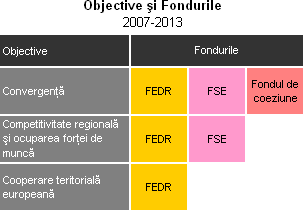 Objective şi Fondurile
2007-2013
Objective
Fondurile
Convergenţă
FEDR
FSE
Fondul de
coeziune
Competitivitate regională
şi ocuparea forţei de
muncă
FEDR
FSE
Cooperare teritorială
europeană
FEDR